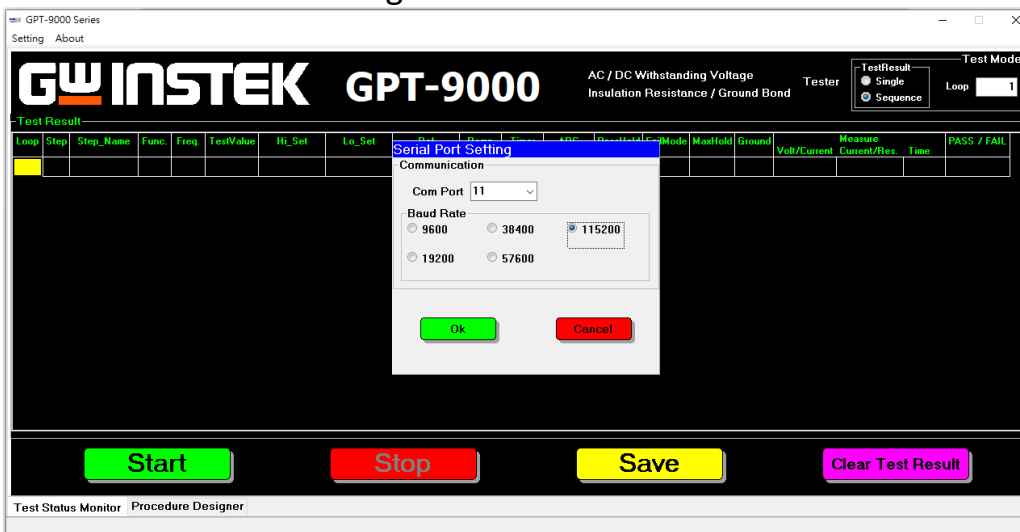 GPT-9000 Series
Setting About
GW INSTEK GPT-9000
AC / DC Withstanding Voltage
Insulation Resistance / Ground Bond
Tester
TestResult
Single
Sequence
Test Mode
Loop 1
Test Result
Loop Step Step_Name Func. Freq. TestValue Hi_Set Lo_Set MaxHold Ground Measure PASS / FAIL
Volt/Current Current/Res. Time
Serial Port Setting
Communication
Com Port 11
Baud Rate
9600 38400 115200
19200 57600
Ok Cancel
Start Stop Save Clear Test Result
Test Status Monitor Procedure Designer